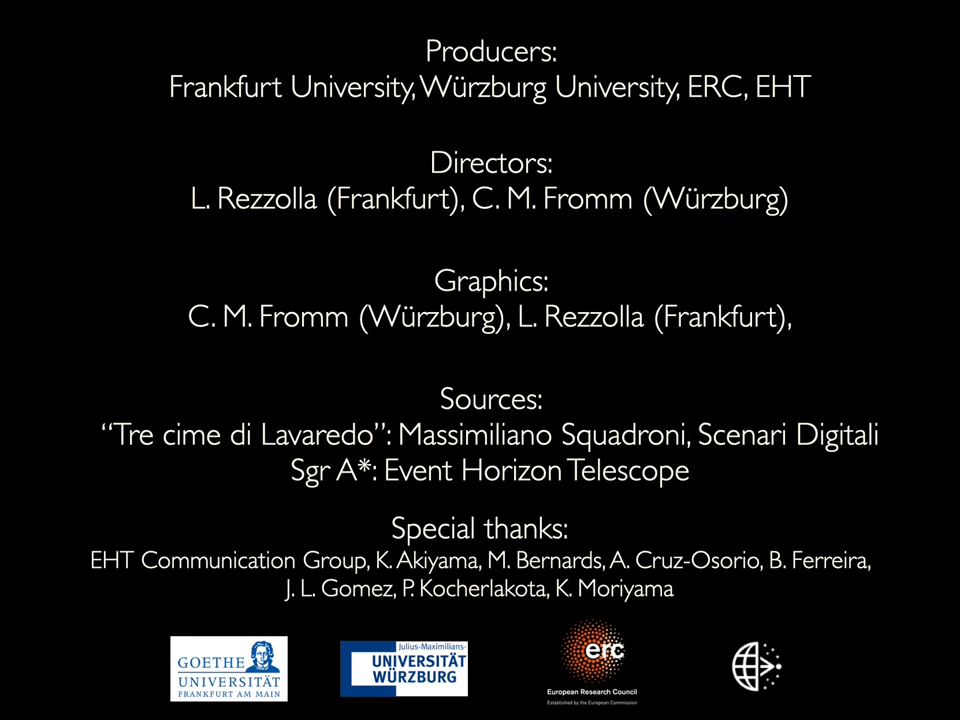 Producers:
Frankfurt University, Würzburg University, ERC, EHT
Directors:
L. Rezzolla (Frankfurt), C. M. Fromm (Würzburg)
Graphics:
C. M. Fromm (Würzburg), L. Rezzolla (Frankfurt),
Sources:
“Tre cime di Lavaredo”: Massimiliano Squadroni, Scenari Digitali
Sgr A*: Event Horizon Telescope
Special thanks:
EHT Communication Group, K. Akiyama, M. Bernards, A. Cruz-Osorio, B. Ferreira,
J. L. Gomez, P. Kocherlakota, K. Moriyama
GOETHE
UNIVERSITÄT
FRANKFURT AM MAIN
Julius-Maximilians-
UNIVERSITÄT
WÜRZBURG
erc
European Research Council
Established by the European Commission